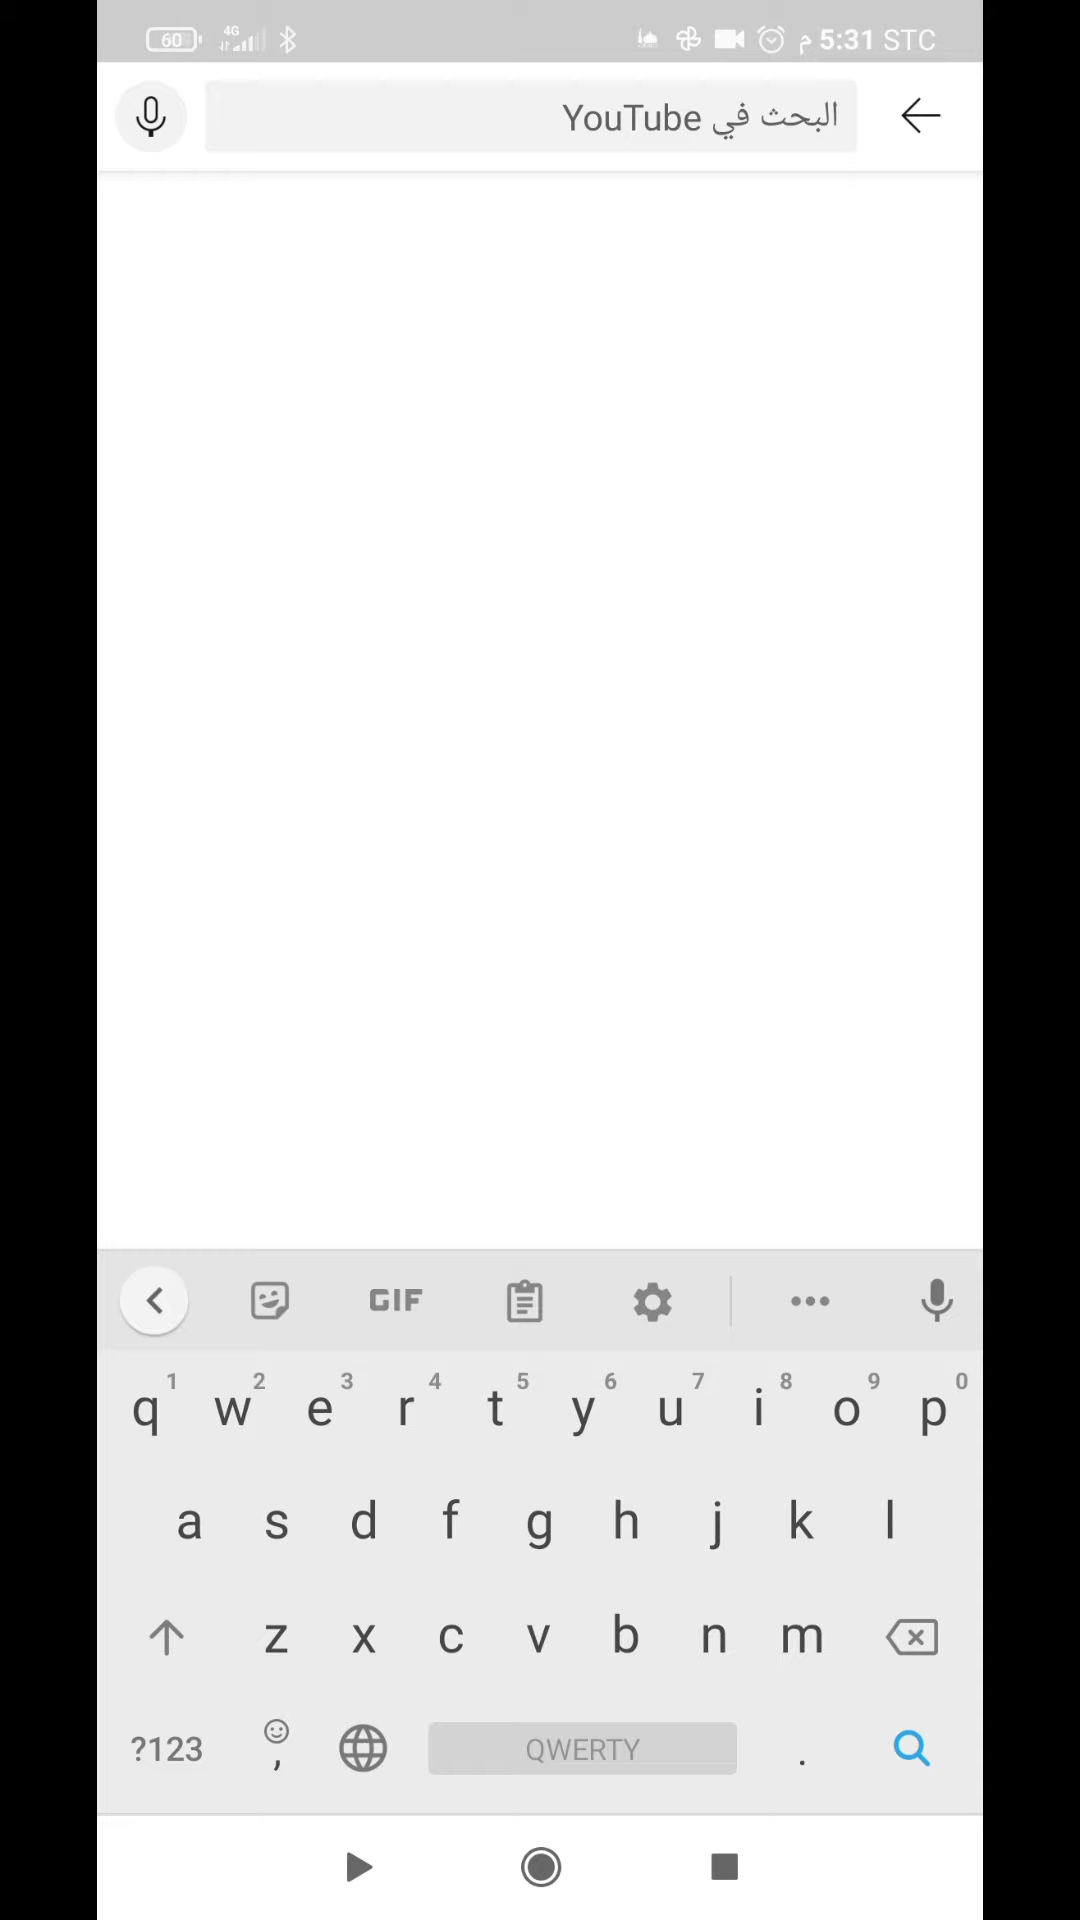 60 4G م 5:31 STC
البحث في YouTube
GIF
1 2 3 4 5 6 7 8 9 0
q w e r t y u i o p
a s d f g h j k l
z x c v b n m
?123 , QWERTY .